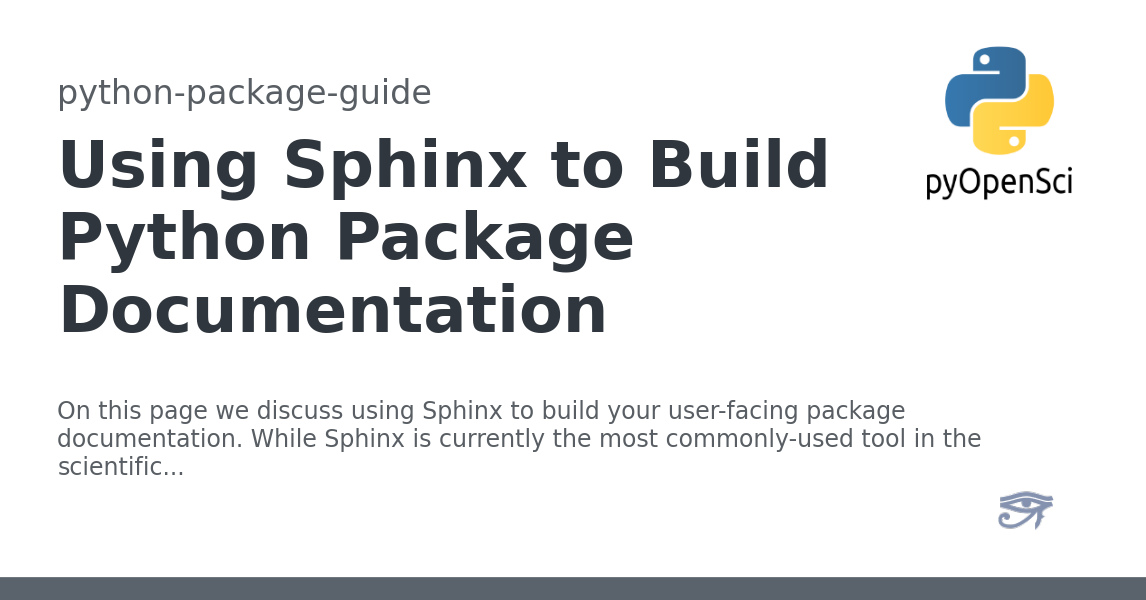 python-package-guide
Using Sphinx to Build
Python Package
Documentation
pyOpenSci
On this page we discuss using Sphinx to build your user-facing package
documentation. While Sphinx is currently the most commonly-used tool in the
scientific...